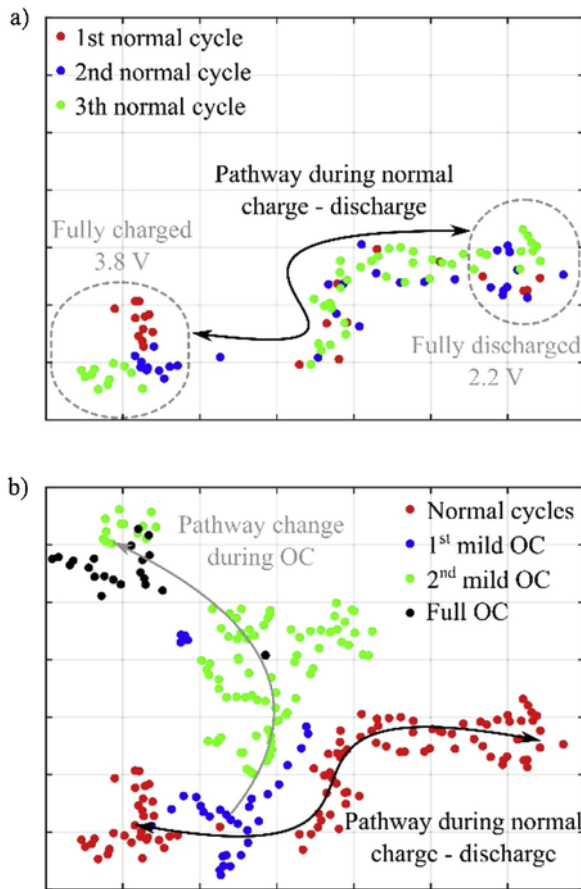 a)
1st normal cycle
2nd normal cycle
3th normal cycle
Pathway during normal
charge - discharge
Fully charged
3.8 V
Fully discharged
2.2 V
b)
Pathway change
during OC
Normal cycles
1st mild OC
2nd mild OC
Full OC
Pathway during normal
chargc - dischargc